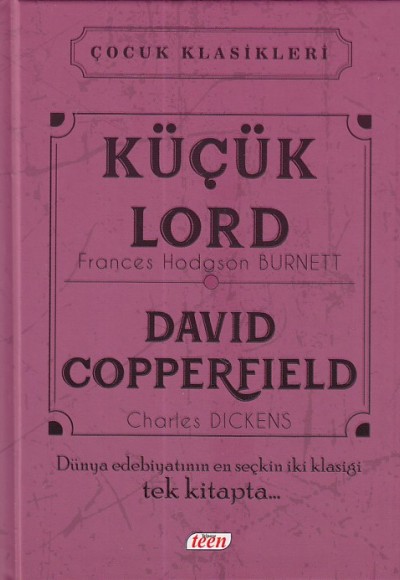 ÇOCUK KLASİKLERİ
KÜÇÜK
LORD
Frances Hodgson BURNETT
DAVID
COPPERFIELD
Charles DICKENS
Dünya edebiyatının en seçkin iki klasiği
tek kitapta...
teen